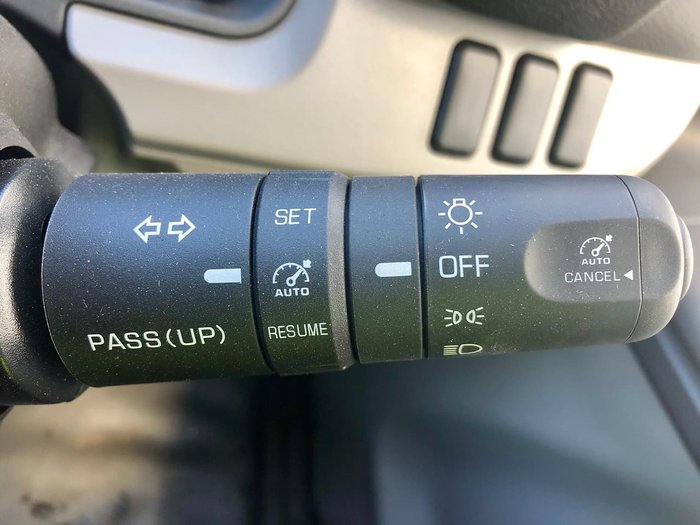 PASS(UP)
SET
AUTO
RESUME
OFF
AUTO
CANCEL